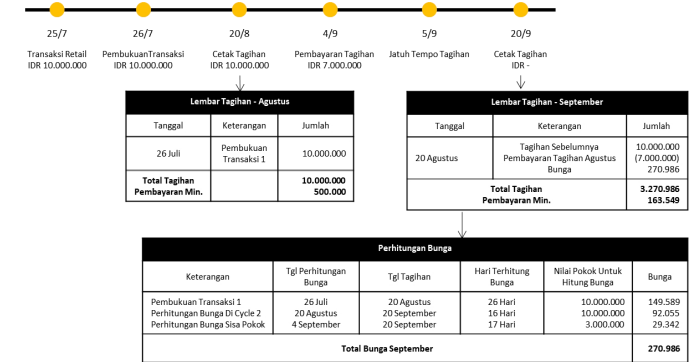 25/7 26/7 20/8 4/9 5/9 20/9
Transaksi Retail PembukuanTransaksi Cetak Tagihan Pembayaran Tagihan Jatuh Tempo Tagihan Cetak Tagihan
IDR 10.000.000 IDR 10.000.000 IDR 10.000.000 IDR 7.000.000 IDR -
Lembar Tagihan - Agustus
Tanggal Keterangan Jumlah
26 Juli Pembukuan Transaksi 1 10.000.000
Total Tagihan 10.000.000
Pembayaran Min. 500.000
Lembar Tagihan - September
Tanggal Keterangan Jumlah
Tagihan Sebelumnya 10.000.000
20 Agustus Pembayaran Tagihan Agustus (7.000.000)
Bunga 270.986
Total Tagihan 3.270.986
Pembayaran Min. 163.549
Perhitungan Bunga
Keterangan Tgl Perhitungan Bunga Tgl Tagihan Hari Terhitung Bunga Nilai Pokok Untuk Hitung Bunga Bunga
Pembukuan Transaksi 1 26 Juli 20 Agustus 26 Hari 10.000.000 149.589
Perhitungan Bunga Di Cycle 2 20 Agustus 20 September 16 Hari 10.000.000 92.055
Perhitungan Bunga Sisa Pokok 4 September 20 September 17 Hari 3.000.000 29.342
Total Bunga September 270.986